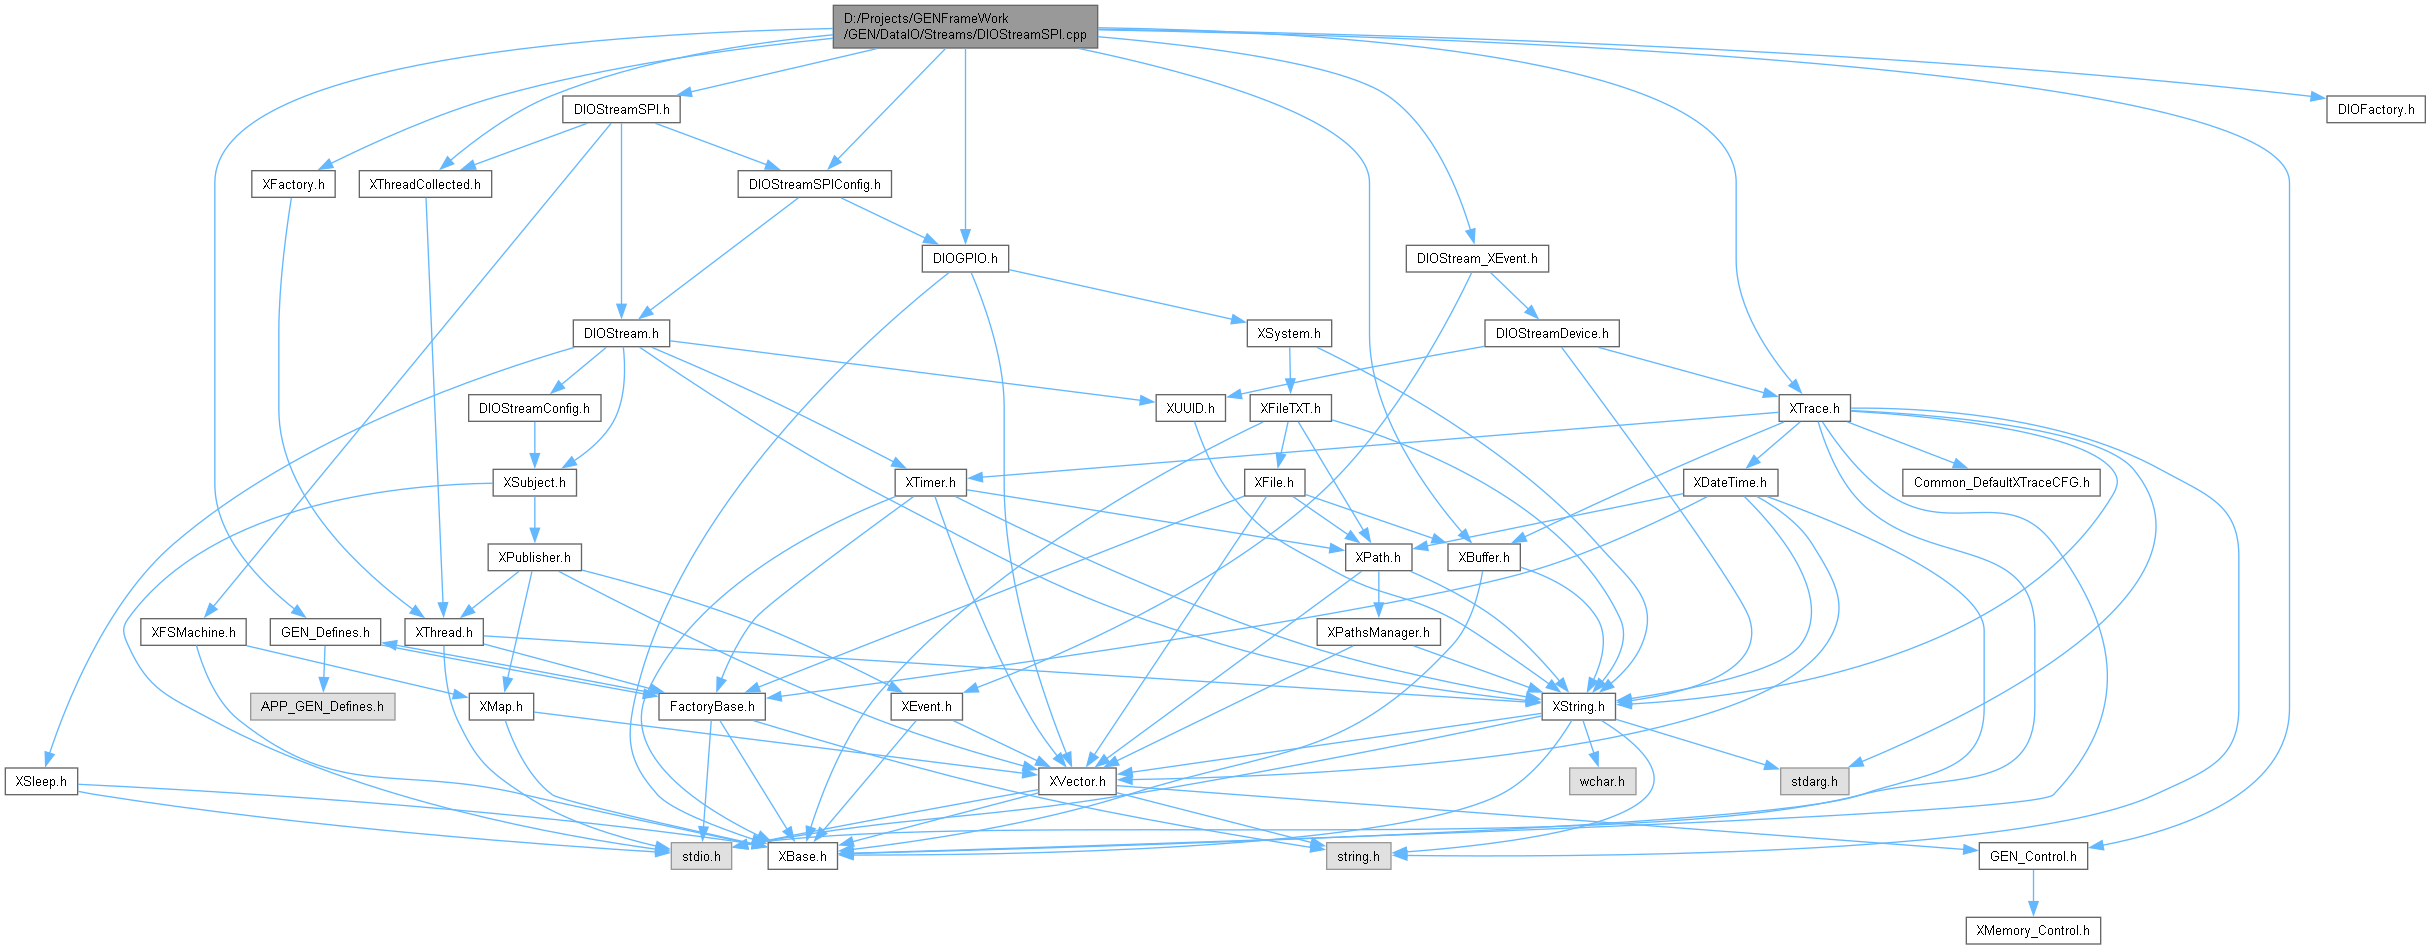 D:/Projects/GENFrameWork
/GEN/DataIO/Streams/DIOStreamSPI.cpp
DIOStreamSPI.h
DIOFactory.h
XFactory.h
XThreadCollected.h
DIOStreamSPIConfig.h
DIOGPIO.h
DIOStream_XEvent.h
DIOStream.h
XSystem.h
DIOStreamDevice.h
DIOStreamConfig.h
XUUID.h
XFileTXT.h
XTrace.h
XSubject.h
XTimer.h
XFile.h
XDateTime.h
Common_DefaultXTraceCFG.h
XPublisher.h
XPath.h
XBuffer.h
XFSMachine.h
GEN_Defines.h
XThread.h
XPathsManager.h
APP_GEN_Defines.h
XMap.h
FactoryBase.h
XEvent.h
XString.h
XSleep.h
XVector.h
wchar.h
stdarg.h
stdio.h
XBase.h
string.h
GEN_Control.h
XMemory_Control.h